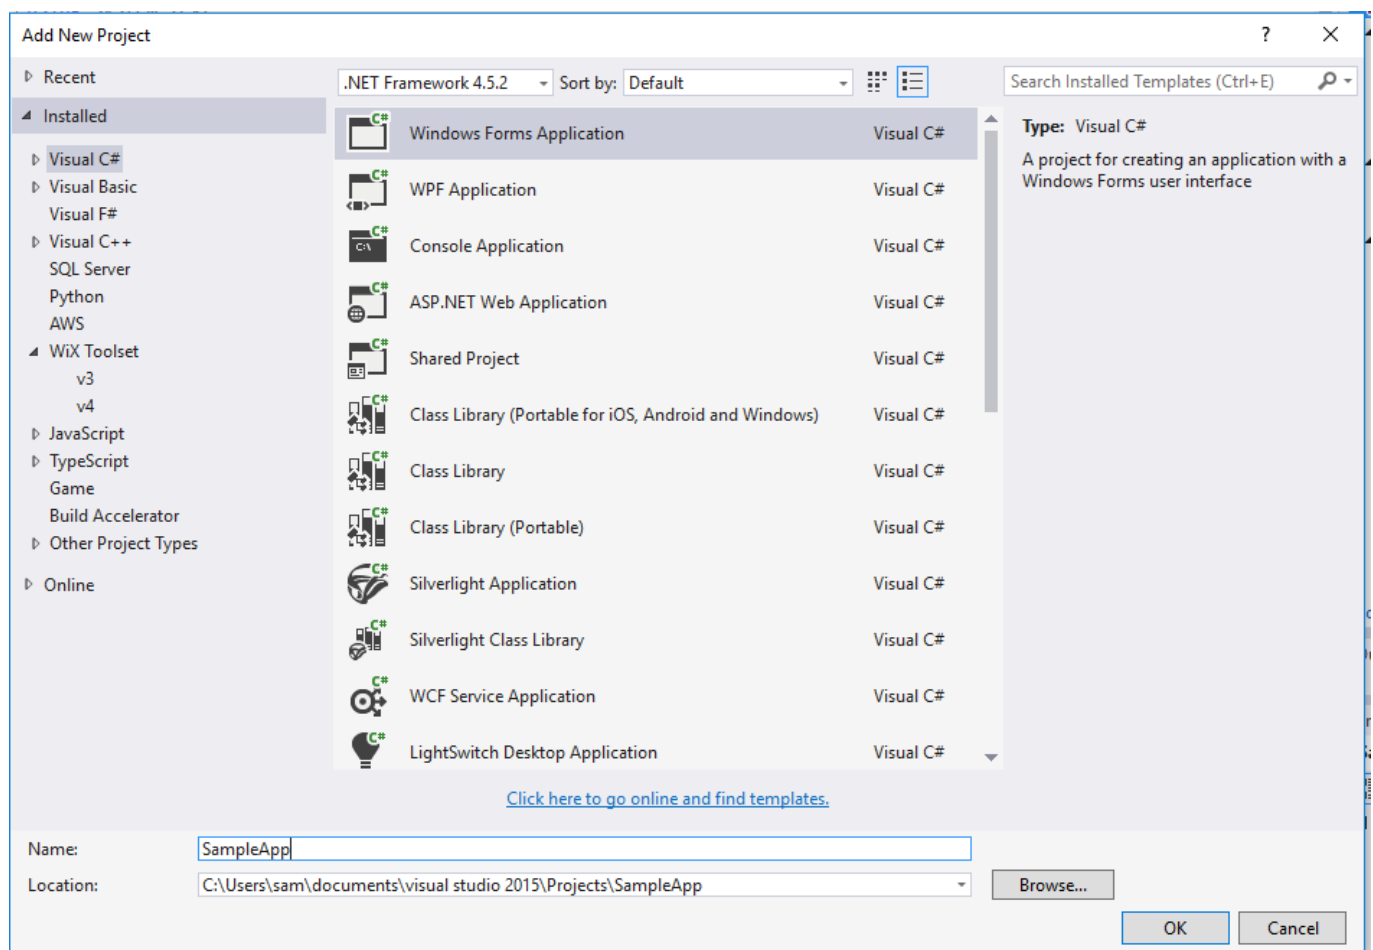 Add New Project
?
Recent
.NET Framework 4.5.2
Sort by: Default
Search Installed Templates (Ctrl+E)
Installed
Visual C#
Visual Basic
Visual F#
Visual C++
SQL Server
Python
AWS
WiX Toolset
v3
v4
JavaScript
TypeScript
Game
Build Accelerator
Other Project Types
Online
Windows Forms Application Visual C#
WPF Application Visual C#
Console Application Visual C#
ASP.NET Web Application Visual C#
Shared Project Visual C#
Class Library (Portable for iOS, Android and Windows) Visual C#
Class Library Visual C#
Class Library (Portable) Visual C#
Silverlight Application Visual C#
Silverlight Class Library Visual C#
WCF Service Application Visual C#
LightSwitch Desktop Application Visual C#
Type: Visual C#
A project for creating an application with a
Windows Forms user interface
Click here to go online and find templates.
Name: SampleApp
Location: C:\Users\sam\documents\visual studio 2015\Projects\SampleApp
Browse...
OK Cancel